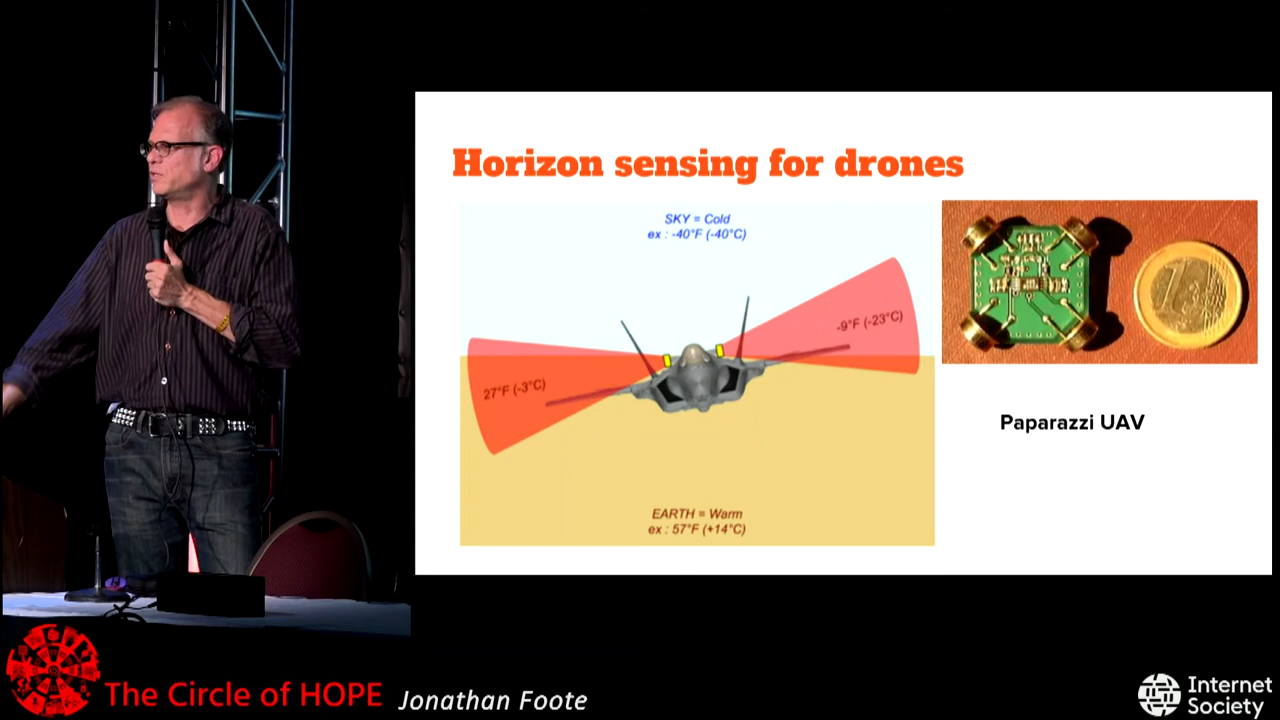 Horizon sensing for drones
SKY = Cold
ex : -40°F (-40°C)
-9°F (-23°C)
27°F (-3°C)
EARTH = Warm
ex : 57°F (+14°C)
1
Paparazzi UAV
The Circle of HOPE
Jonathan Foote
Internet
Society